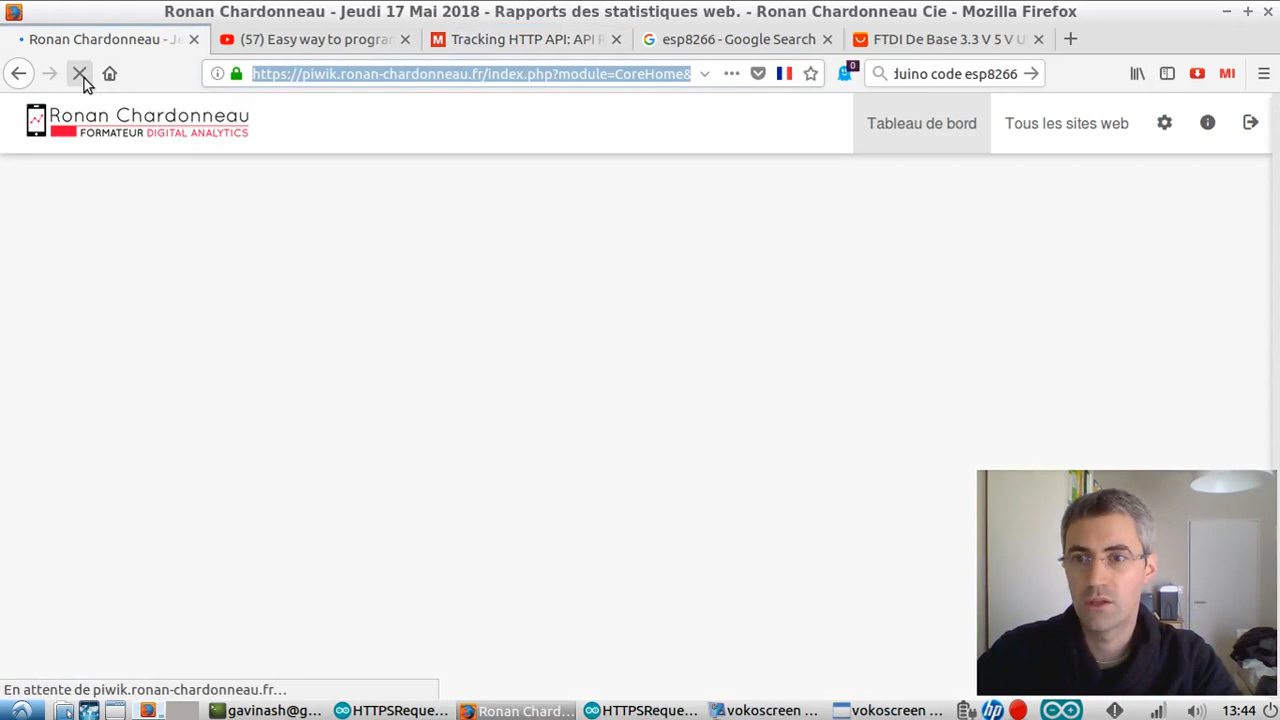 Ronan Chardonneau - Jeudi 17 Mai 2018 - Rapports des statistiques web. - Ronan Chardonneau Cie - Mozilla Firefox
Ronan Chardonneau - Je
(57) Easy way to progra
Tracking HTTP API: API R
esp8266 - Google Search
FTDI De Base 3.3 V 5 V U
https://piwik.ronan-chardonneau.fr/index.php?module=CoreHome&
0
duino code esp8266
MI
Ronan Chardonneau
FORMATEUR DIGITAL ANALYTICS
Tableau de bord
Tous les sites web
En attente de piwik.ronan-chardonneau.fr…
gavinash@g...
HTTPSReque...
Ronan Chard...
HTTPSReque...
vokoscreen ...
vokoscreen ...
13:44